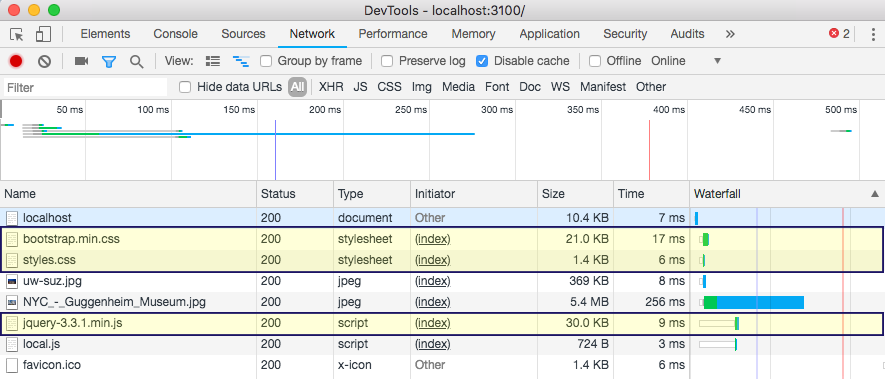 DevTools - localhost:3100/
Elements Console Sources Network Performance Memory Application Security Audits 2
View: Group by frame Preserve log Disable cache Offline Online
Filter Hide data URLs All XHR JS CSS Img Media Font Doc WS Manifest Other
50 ms 100 ms 150 ms 200 ms 250 ms 300 ms 350 ms 400 ms 450 ms 500 ms
Name Status Type Initiator Size Time Waterfall
localhost 200 document Other 10.4 KB 7 ms
bootstrap.min.css 200 stylesheet (index) 21.0 KB 17 ms
styles.css 200 stylesheet (index) 1.4 KB 6 ms
uw-suz.jpg 200 jpeg (index) 369 KB 8 ms
NYC_-_Guggenheim_Museum.jpg 200 jpeg (index) 5.4 MB 256 ms
jquery-3.3.1.min.js 200 script (index) 30.0 KB 9 ms
local.js 200 script (index) 724 B 3 ms
favicon.ico 200 x-icon Other 1.4 KB 6 ms